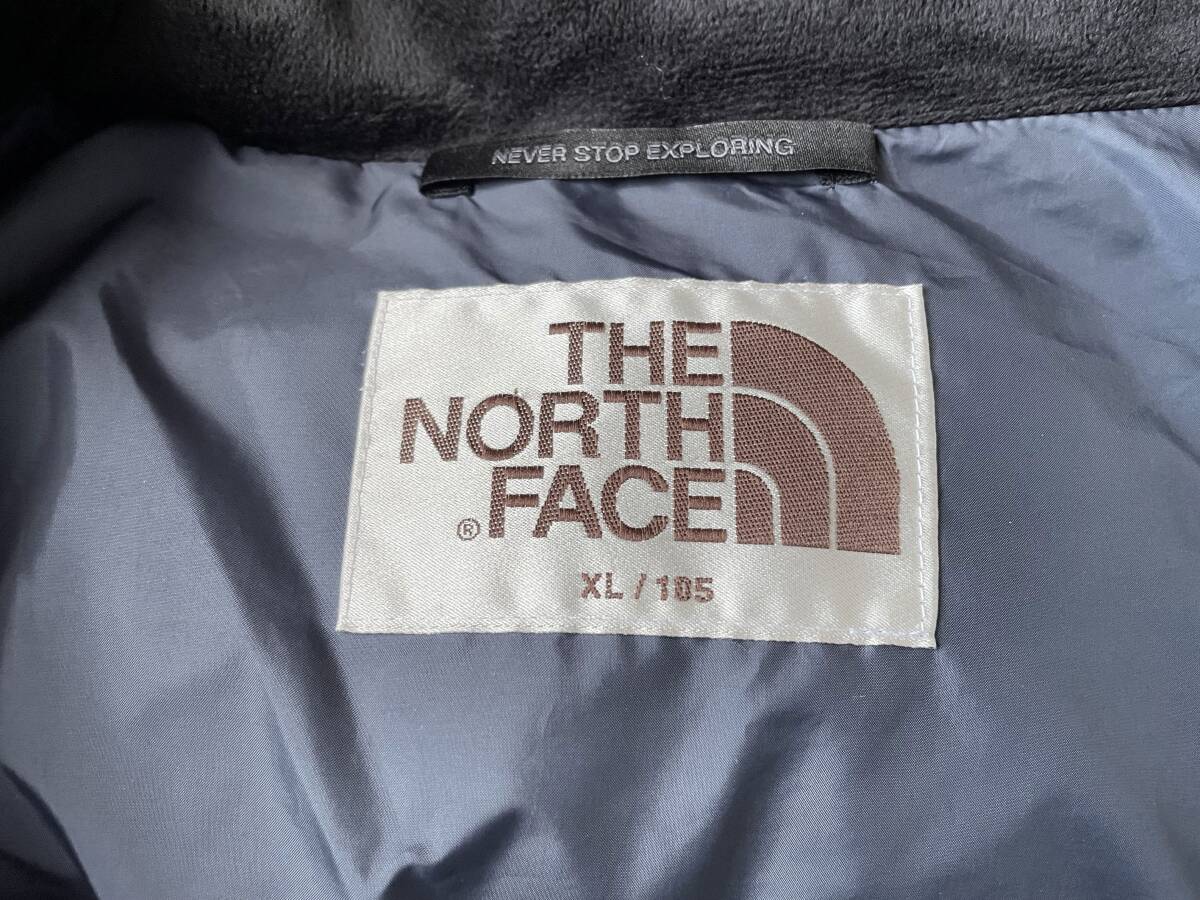 NEVER STOP EXPLORING
THE
NORTH
FACE
®
XL / 105